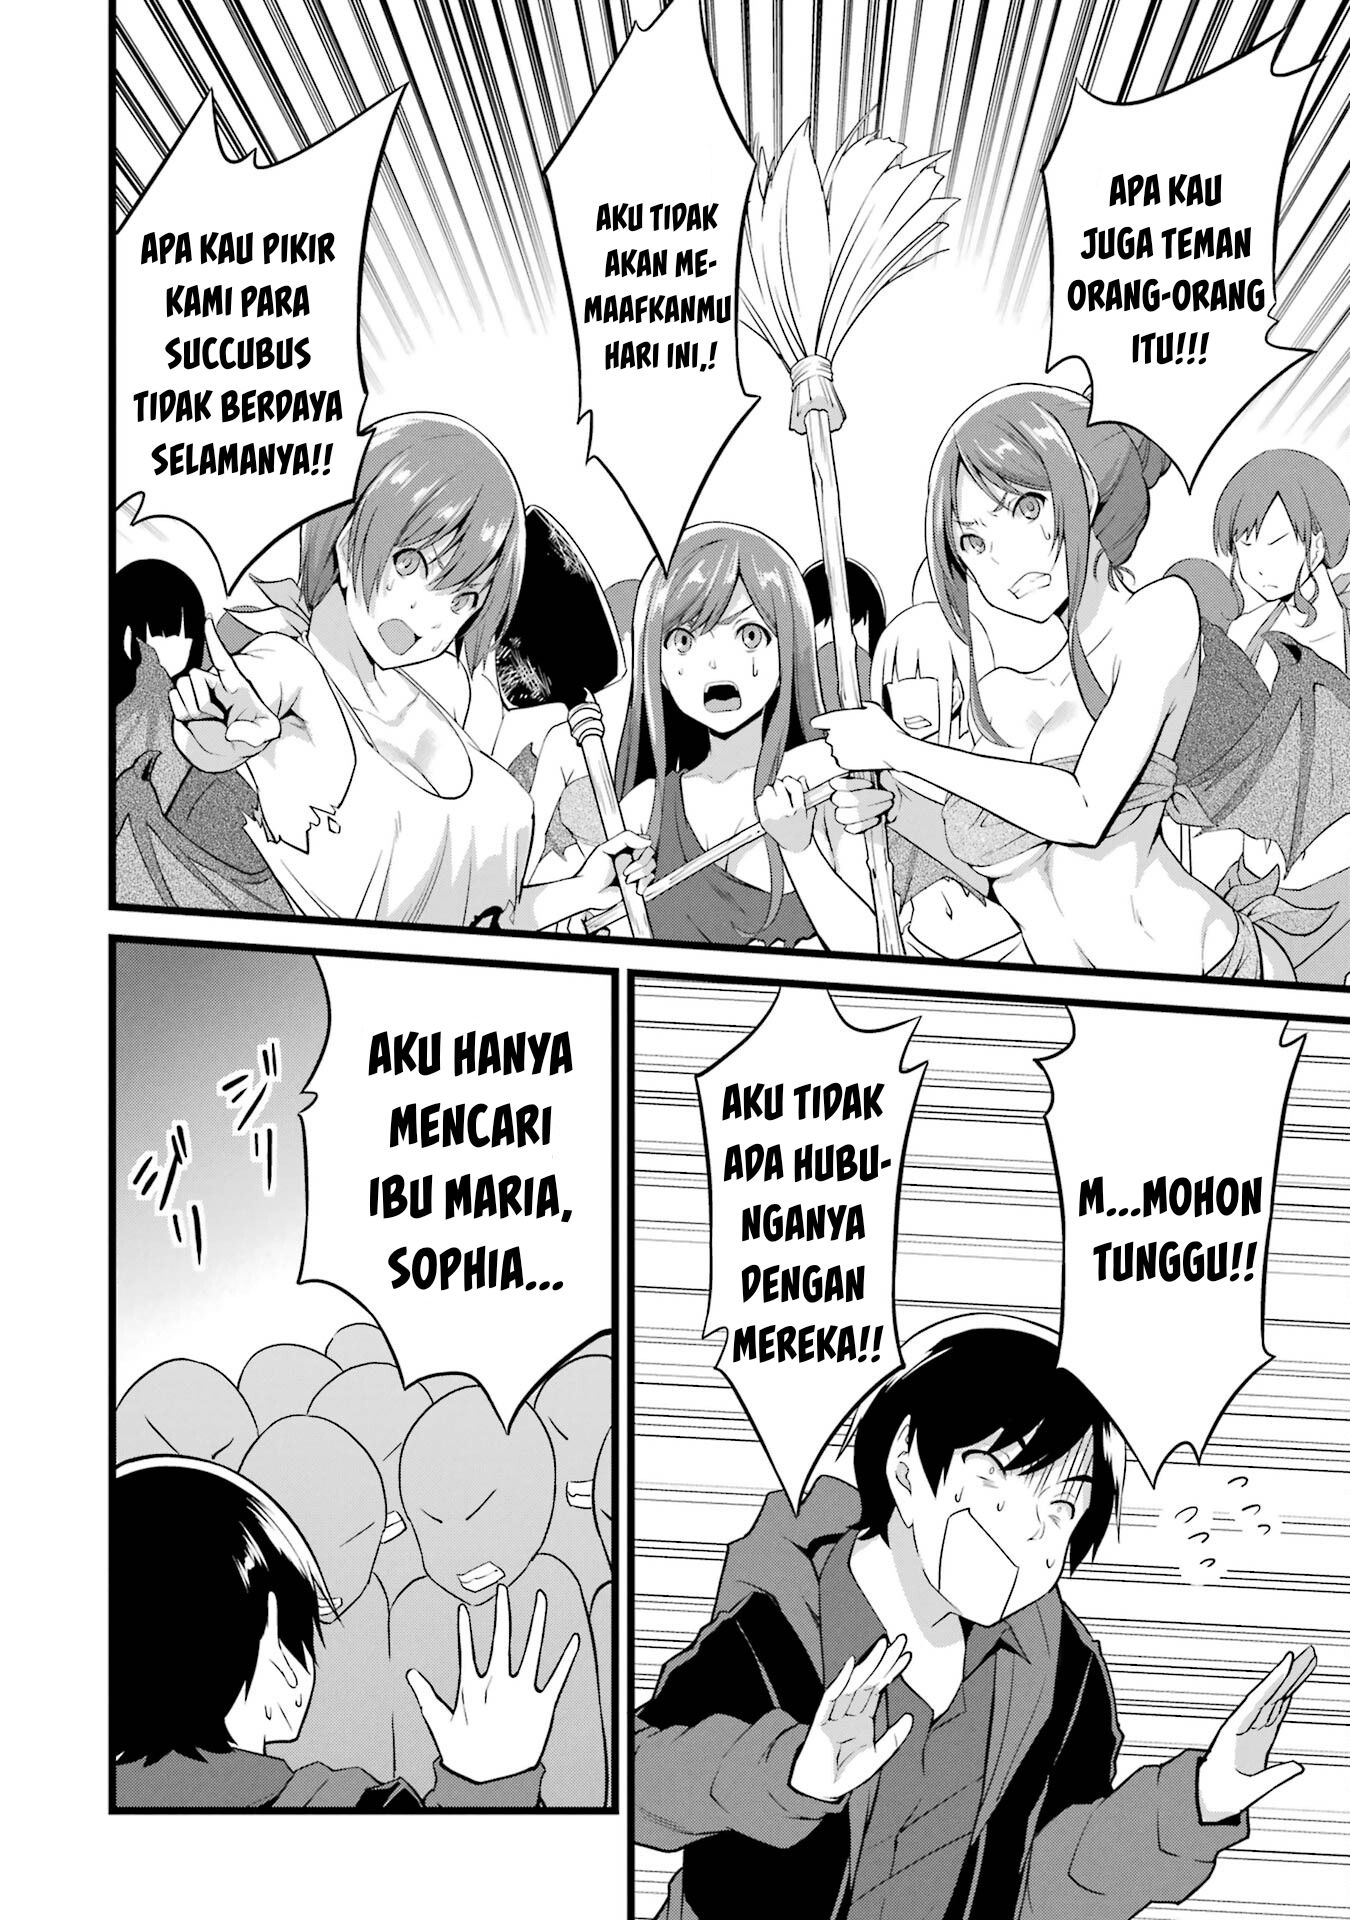 APA KAU
JUGA TEMAN
ORANG-ORANG
ITU!!!
AKU TIDAK
AKAN ME-
MAAFKANMU
HARI INI,!
APA KAU PIKIR
KAMI PARA
SUCCUBUS
TIDAK BERDAYA
SELAMANYA!!
M...MOHON
TUNGGU!!
AKU TIDAK
ADA HUBU-
NGANYA
DENGAN
MEREKA!!
AKU HANYA
MENCARI
IBU MARIA,
SOPHIA...